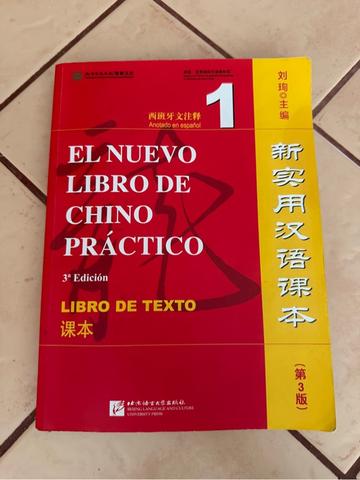 刘珣◎主编
1
西班牙文注释
Anotado en español
EL NUEVO
LIBRO DE
CHINO
PRÁCTICO
3ª Edición
LIBRO DE TEXTO
课本
新实用汉语课本
(第3版)
北京语言大学出版社
BEIJING LANGUAGE AND CULTURE
UNIVERSITY PRESS